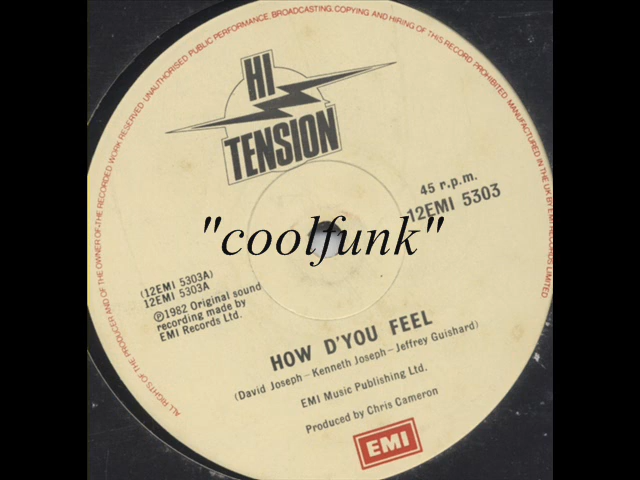 ALL RIGHTS OF THE PRODUCER AND OF THE OWNER OF THE RECORDED WORK RESERVED. UNAUTHORISED PUBLIC PERFORMANCE, BROADCASTING, COPYING AND HIRING OF THIS RECORD PROHIBITED. MANUFACTURED IN THE UK BY EMI RECORDS LIMITED
HI
TENSION
45 r.p.m.
12EMI 5303
"coolfunk"
(12EMI 5303A)
12EMI 5303A
℗1982 Original sound
recording made by
EMI Records Ltd.
HOW D'YOU FEEL
(David Joseph–Kenneth Joseph–Jeffrey Guishard)
EMI Music Publishing Ltd.
Produced by Chris Cameron
EMI